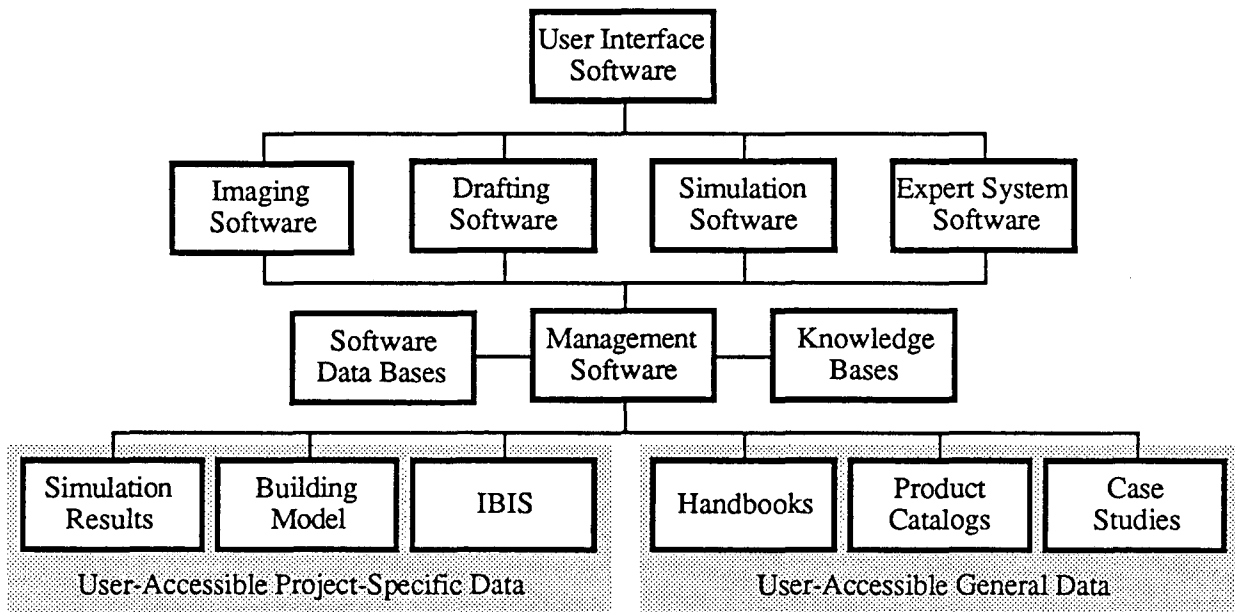 User Interface
Software
Imaging
Software
Drafting
Software
Simulation
Software
Expert System
Software
Software
Data Bases
Management
Software
Knowledge
Bases
Simulation
Results
Building
Model
IBIS
Handbooks
Product
Catalogs
Case
Studies
User-Accessible Project-Specific Data
User-Accessible General Data